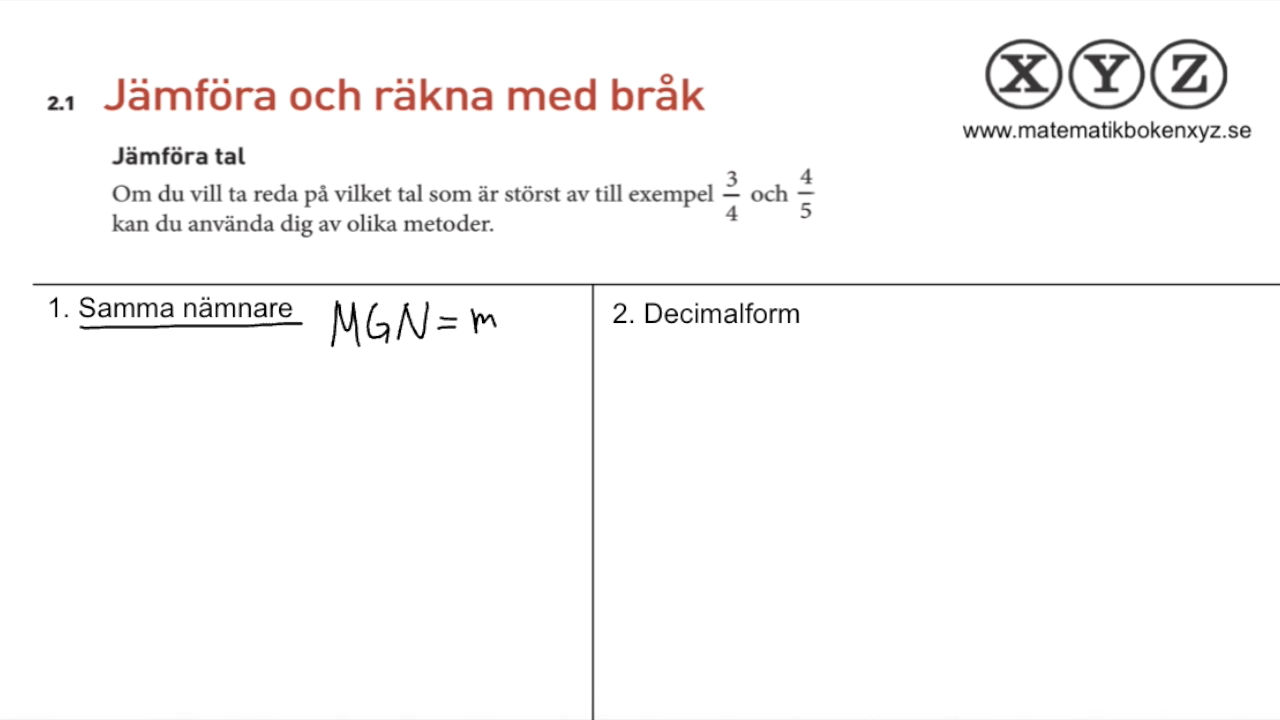 X Y Z
www.matematikbokenxyz.se
2.1 Jämföra och räkna med bråk
Jämföra tal
Om du vill ta reda på vilket tal som är störst av till exempel 3/4 och 4/5
kan du använda dig av olika metoder.
1. Samma nämnare MGN = m
2. Decimalform